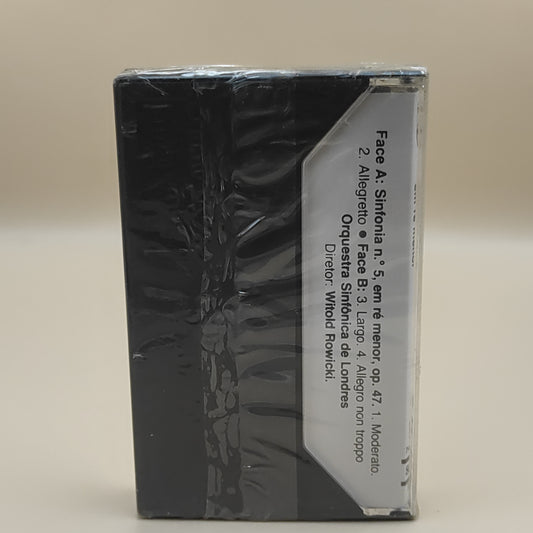 Face A: Sinfonia n.º 5, em ré menor, op. 47. 1. Moderato.
2. Allegretto ● Face B: 3. Largo. 4. Allegro non troppo
Orquestra Sinfônica de Londres
Diretor: Witold Rowicki.